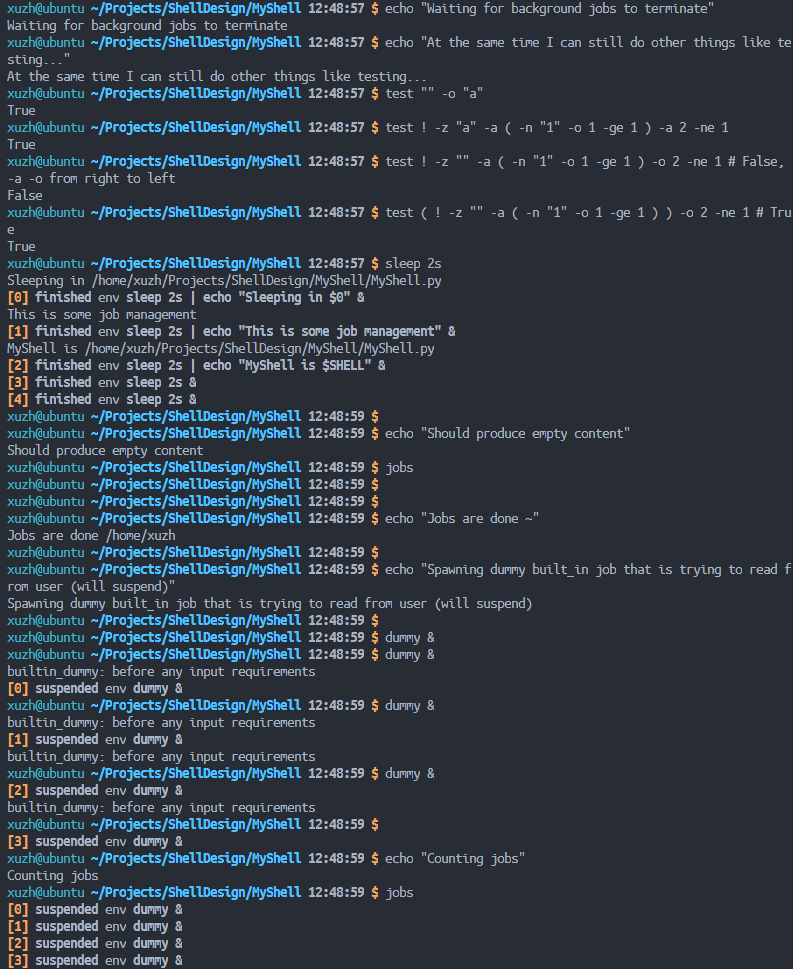 xuzh@ubuntu ~/Projects/ShellDesign/MyShell 12:48:57 $ echo "Waiting for background jobs to terminate"
Waiting for background jobs to terminate
xuzh@ubuntu ~/Projects/ShellDesign/MyShell 12:48:57 $ echo "At the same time I can still do other things like te
sting..."
At the same time I can still do other things like testing...
xuzh@ubuntu ~/Projects/ShellDesign/MyShell 12:48:57 $ test "" -o "a"
True
xuzh@ubuntu ~/Projects/ShellDesign/MyShell 12:48:57 $ test ! -z "a" -a ( -n "1" -o 1 -ge 1 ) -a 2 -ne 1
True
xuzh@ubuntu ~/Projects/ShellDesign/MyShell 12:48:57 $ test ! -z "" -a ( -n "1" -o 1 -ge 1 ) -o 2 -ne 1 # False,
-a -o from right to left
False
xuzh@ubuntu ~/Projects/ShellDesign/MyShell 12:48:57 $ test ( ! -z "" -a ( -n "1" -o 1 -ge 1 ) ) -o 2 -ne 1 # Tru
e
True
xuzh@ubuntu ~/Projects/ShellDesign/MyShell 12:48:57 $ sleep 2s
Sleeping in /home/xuzh/Projects/ShellDesign/MyShell/MyShell.py
[0] finished env sleep 2s | echo "Sleeping in $0" &
This is some job management
[1] finished env sleep 2s | echo "This is some job management" &
MyShell is /home/xuzh/Projects/ShellDesign/MyShell/MyShell.py
[2] finished env sleep 2s | echo "MyShell is $SHELL" &
[3] finished env sleep 2s &
[4] finished env sleep 2s &
xuzh@ubuntu ~/Projects/ShellDesign/MyShell 12:48:59 $
xuzh@ubuntu ~/Projects/ShellDesign/MyShell 12:48:59 $ echo "Should produce empty content"
Should produce empty content
xuzh@ubuntu ~/Projects/ShellDesign/MyShell 12:48:59 $ jobs
xuzh@ubuntu ~/Projects/ShellDesign/MyShell 12:48:59 $
xuzh@ubuntu ~/Projects/ShellDesign/MyShell 12:48:59 $
xuzh@ubuntu ~/Projects/ShellDesign/MyShell 12:48:59 $ echo "Jobs are done ~"
Jobs are done /home/xuzh
xuzh@ubuntu ~/Projects/ShellDesign/MyShell 12:48:59 $
xuzh@ubuntu ~/Projects/ShellDesign/MyShell 12:48:59 $ echo "Spawning dummy built_in job that is trying to read f
rom user (will suspend)"
Spawning dummy built_in job that is trying to read from user (will suspend)
xuzh@ubuntu ~/Projects/ShellDesign/MyShell 12:48:59 $
xuzh@ubuntu ~/Projects/ShellDesign/MyShell 12:48:59 $ dummy &
xuzh@ubuntu ~/Projects/ShellDesign/MyShell 12:48:59 $ dummy &
builtin_dummy: before any input requirements
[0] suspended env dummy &
xuzh@ubuntu ~/Projects/ShellDesign/MyShell 12:48:59 $ dummy &
builtin_dummy: before any input requirements
[1] suspended env dummy &
builtin_dummy: before any input requirements
xuzh@ubuntu ~/Projects/ShellDesign/MyShell 12:48:59 $ dummy &
[2] suspended env dummy &
builtin_dummy: before any input requirements
xuzh@ubuntu ~/Projects/ShellDesign/MyShell 12:48:59 $
[3] suspended env dummy &
xuzh@ubuntu ~/Projects/ShellDesign/MyShell 12:48:59 $ echo "Counting jobs"
Counting jobs
xuzh@ubuntu ~/Projects/ShellDesign/MyShell 12:48:59 $ jobs
[0] suspended env dummy &
[1] suspended env dummy &
[2] suspended env dummy &
[3] suspended env dummy &